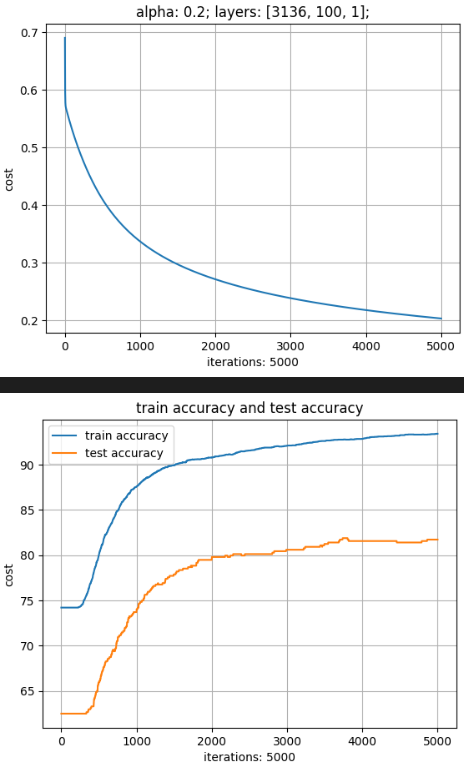 alpha: 0.2; layers: [3136, 100, 1];
0.7
0.6
0.5
0.4
0.3
0.2
cost
0 1000 2000 3000 4000 5000
iterations: 5000
train accuracy and test accuracy
train accuracy
test accuracy
90
85
80
75
70
65
cost
0 1000 2000 3000 4000 5000
iterations: 5000